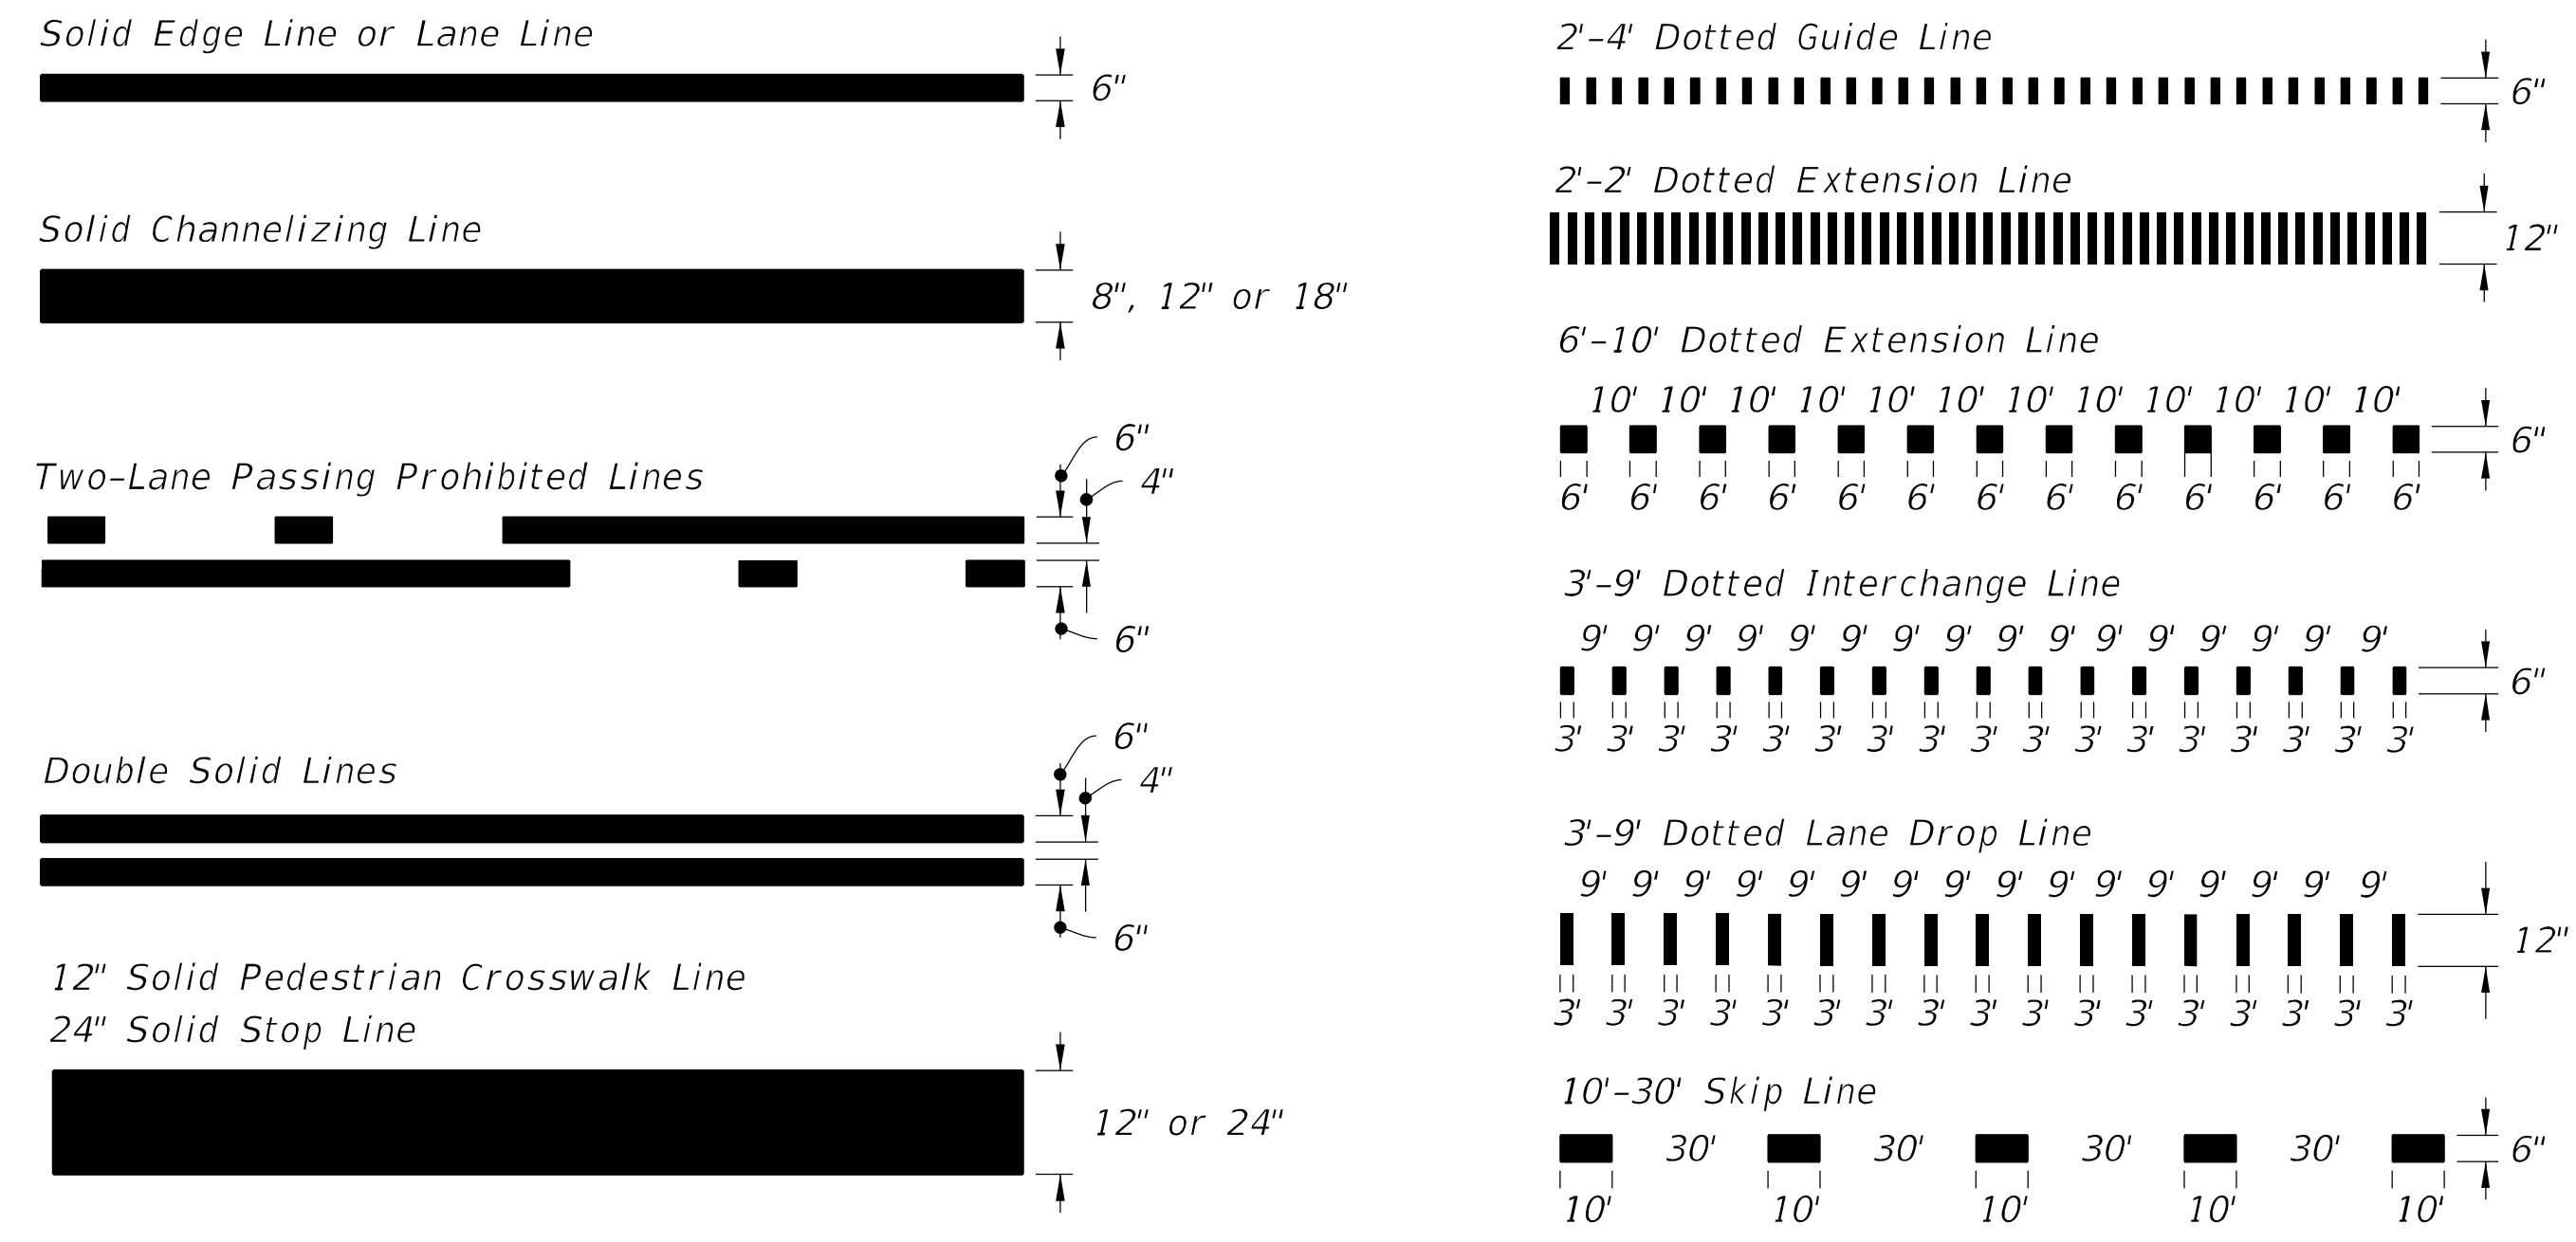 Solid Edge Line or Lane Line
6"
Solid Channelizing Line
8", 12" or 18"
Two-Lane Passing Prohibited Lines
6"
4"
6"
Double Solid Lines
6"
4"
6"
12" Solid Pedestrian Crosswalk Line
24" Solid Stop Line
12" or 24"
2'-4' Dotted Guide Line
6"
2'-2' Dotted Extension Line
12"
6'-10' Dotted Extension Line
10' 10' 10' 10' 10' 10' 10' 10' 10' 10' 10' 10'
6"
6' 6' 6' 6' 6' 6' 6' 6' 6' 6' 6' 6' 6'
3'-9' Dotted Interchange Line
9' 9' 9' 9' 9' 9' 9' 9' 9' 9' 9' 9' 9' 9' 9' 9'
6"
3' 3' 3' 3' 3' 3' 3' 3' 3' 3' 3' 3' 3' 3' 3' 3' 3'
3'-9' Dotted Lane Drop Line
9' 9' 9' 9' 9' 9' 9' 9' 9' 9' 9' 9' 9' 9' 9' 9'
12"
3' 3' 3' 3' 3' 3' 3' 3' 3' 3' 3' 3' 3' 3' 3' 3' 3'
10'-30' Skip Line
30' 30' 30' 30'
6"
10' 10' 10' 10' 10'